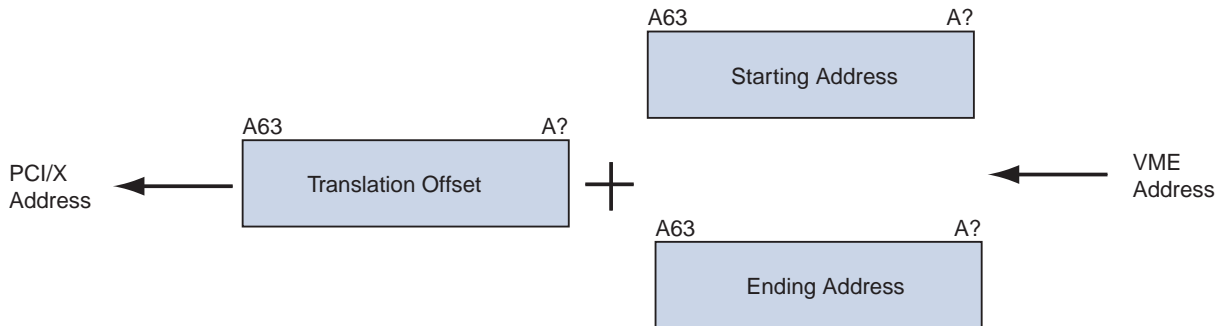 A63 A?
Starting Address
A63 A?
Translation Offset
PCI/X
Address
+
VME
Address
A63 A?
Ending Address